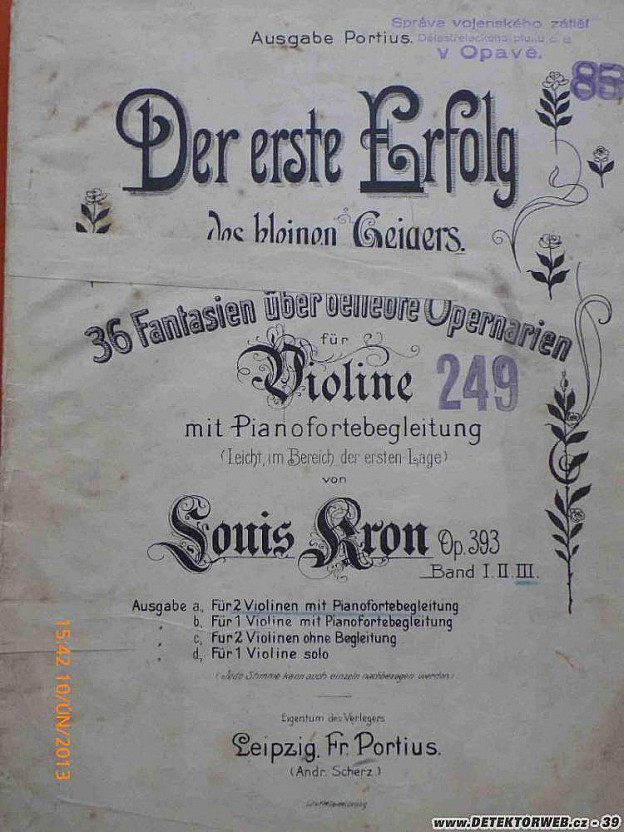 Ausgabe Portius.
Správa vojenského zátiší
v Opavě.
88
Der erste Erfolg
des kleinen Geigers.
36 Fantasien über beliebte Opernarien
für
Violine
249
mit Pianofortebegleitung
(Leicht, im Bereich der ersten Lage)
von
Louis Kron Op. 393
Band I. II. III.
Ausgabe a, Für 2 Violinen mit Pianofortebegleitung
" b, Für 1 Violine mit Pianofortebegleitung
" c, Für 2 Violinen ohne Begleitung
" d, Für 1 Violine solo
(Jede Stimme kann auch einzeln nachbezogen werden)
Eigentum des Verlegers
Leipzig, Fr. Portius.
(Andr. Scherz.)
15:42 10/ÚN/2013
www.DETEKTORWEB.cz - 39